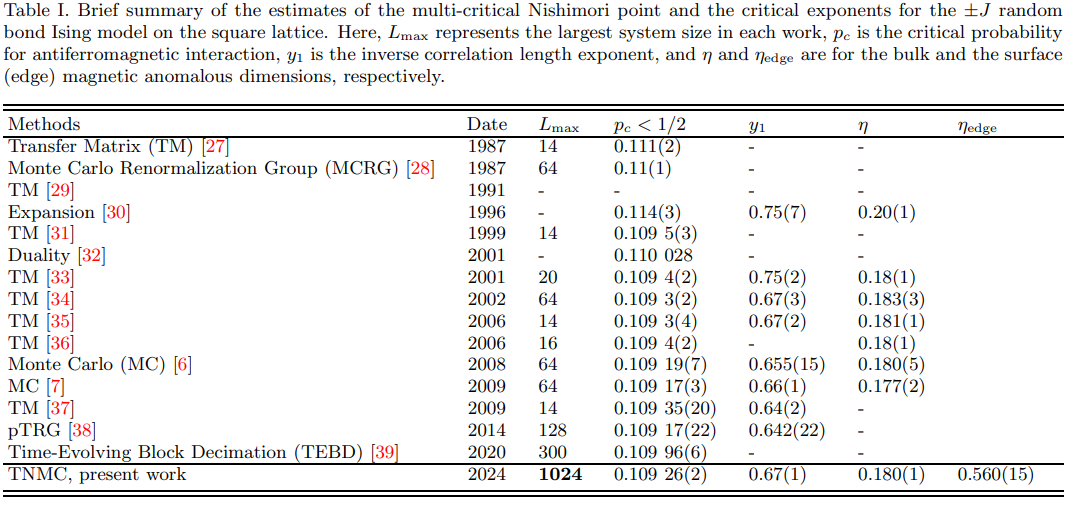 Table I. Brief summary of the estimates of the multi-critical Nishimori point and the critical exponents for the ±J random
bond Ising model on the square lattice. Here, Lmax represents the largest system size in each work, pc is the critical probability
for antiferromagnetic interaction, y1 is the inverse correlation length exponent, and η and ηedge are for the bulk and the surface
(edge) magnetic anomalous dimensions, respectively.
Methods Date Lmax pc < 1/2 y1 η ηedge
Transfer Matrix (TM) [27] 1987 14 0.111(2) - -
Monte Carlo Renormalization Group (MCRG) [28] 1987 64 0.11(1) - -
TM [29] 1991 - - - -
Expansion [30] 1996 - 0.114(3) 0.75(7) 0.20(1)
TM [31] 1999 14 0.109 5(3) - -
Duality [32] 2001 - 0.110 028 - -
TM [33] 2001 20 0.109 4(2) 0.75(2) 0.18(1)
TM [34] 2002 64 0.109 3(2) 0.67(3) 0.183(3)
TM [35] 2006 14 0.109 3(4) 0.67(2) 0.181(1)
TM [36] 2006 16 0.109 4(2) - 0.18(1)
Monte Carlo (MC) [6] 2008 64 0.109 19(7) 0.655(15) 0.180(5)
MC [7] 2009 64 0.109 17(3) 0.66(1) 0.177(2)
TM [37] 2009 14 0.109 35(20) 0.64(2) -
pTRG [38] 2014 128 0.109 17(22) 0.642(22) -
Time-Evolving Block Decimation (TEBD) [39] 2020 300 0.109 96(6) - -
TNMC, present work 2024 1024 0.109 26(2) 0.67(1) 0.180(1) 0.560(15)